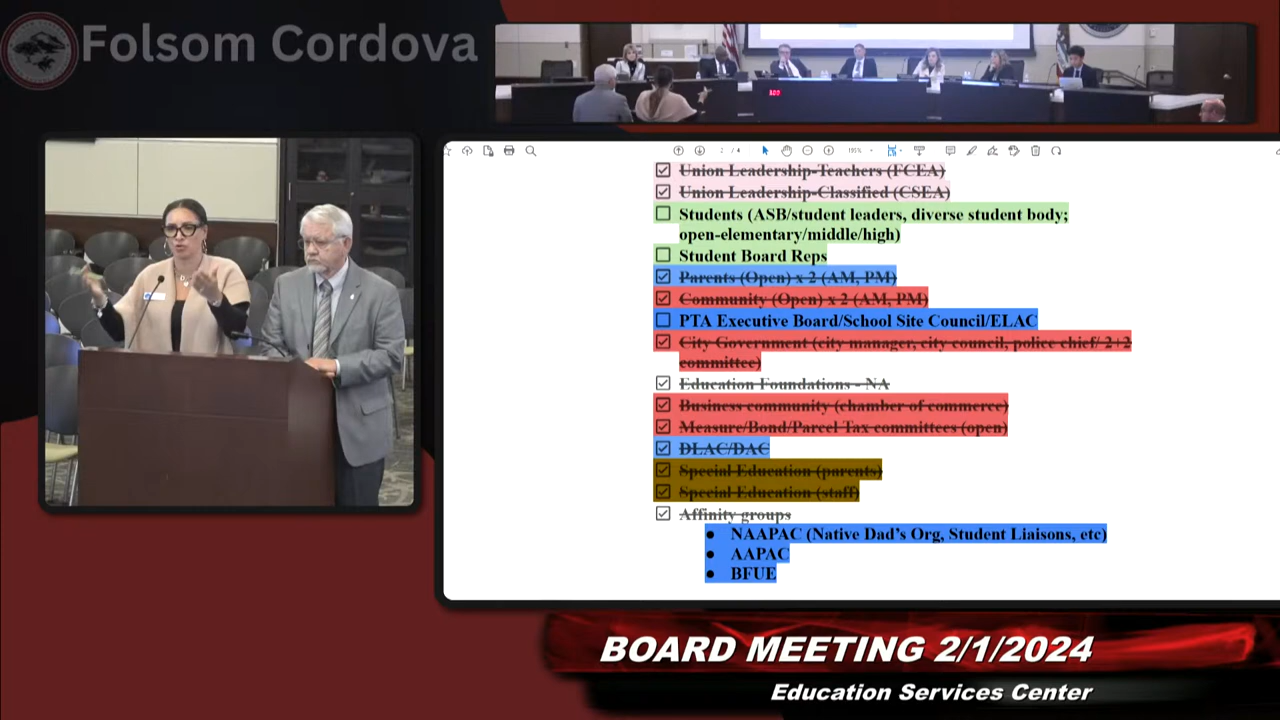 Folsom Cordova
2 / 4
195%
Union Leadership-Teachers (FCEA)
Union Leadership-Classified (CSEA)
Students (ASB/student leaders, diverse student body;
open-elementary/middle/high)
Student Board Reps
Parents (Open) x 2 (AM, PM)
Community (Open) x 2 (AM, PM)
PTA Executive Board/School Site Council/ELAC
City Government (city manager, city council, police chief/ 2+2
committee)
Education Foundations - NA
Business community (chamber of commerce)
Measure/Bond/Parcel Tax committees (open)
DLAC/DAC
Special Education (parents)
Special Education (staff)
Affinity groups
● NAAPAC (Native Dad's Org, Student Liaisons, etc)
● AAPAC
● BFUE
BOARD MEETING 2/1/2024
Education Services Center